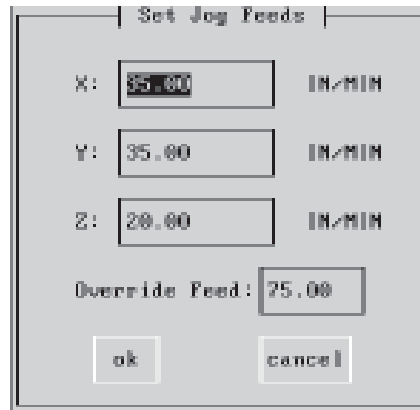 Set Jog Feeds
X: 35.00 IN/MIN
Y: 35.00 IN/MIN
Z: 20.00 IN/MIN
Override Feed: 75.00
ok cancel